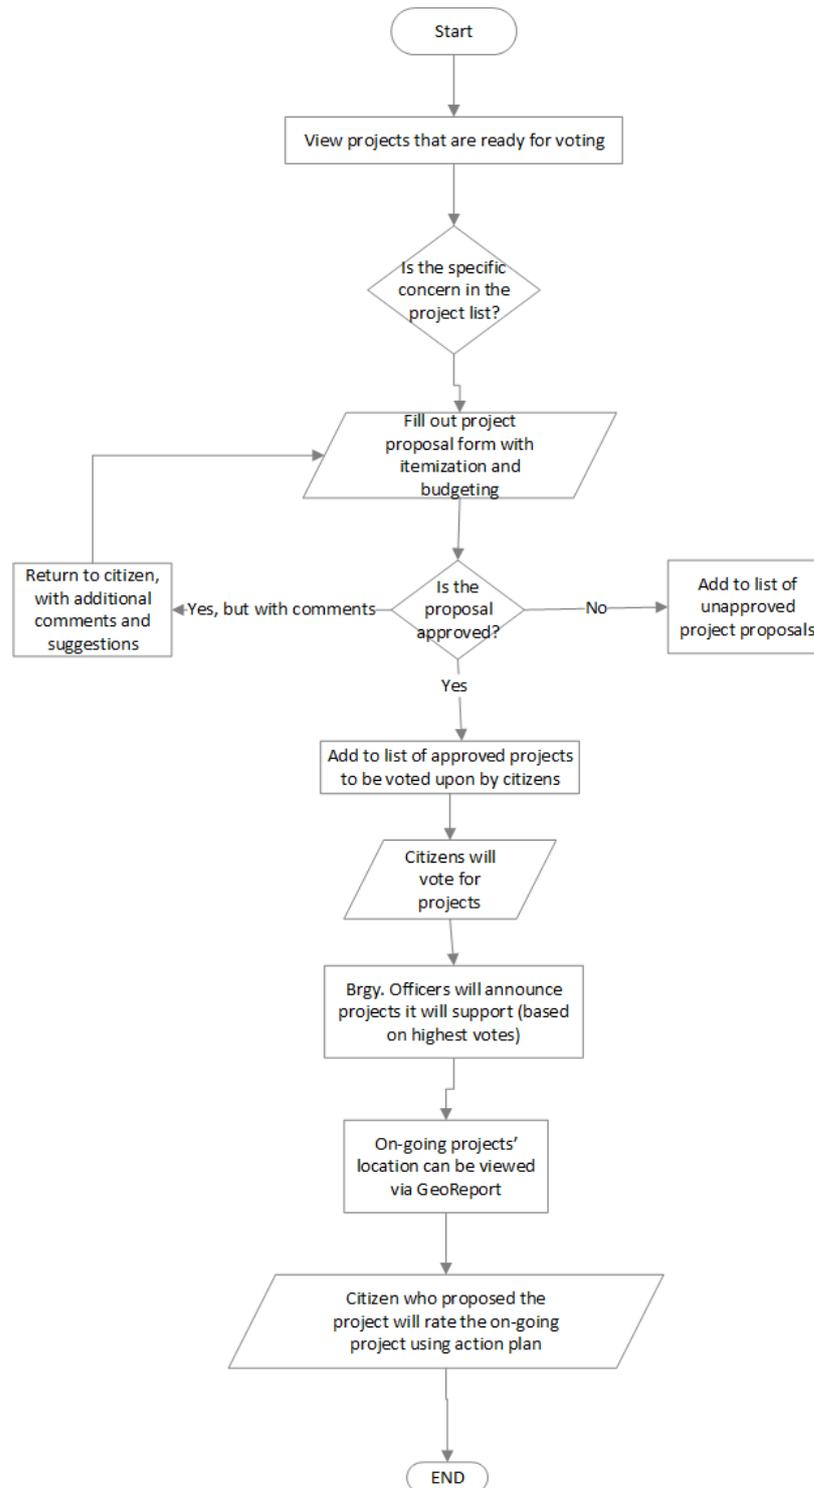 Start
View projects that are ready for voting
Is the specific
concern in the
project list?
Fill out project
proposal form with
itemization and
budgeting
Return to citizen,
with additional
comments and
suggestions
Yes, but with comments
Is the
proposal
approved?
No
Add to list of
unapproved
project proposals
Yes
Add to list of approved projects
to be voted upon by citizens
Citizens will
vote for
projects
Brgy. Officers will announce
projects it will support (based
on highest votes)
On-going projects’
location can be viewed
via GeoReport
Citizen who proposed the
project will rate the on-going
project using action plan
END